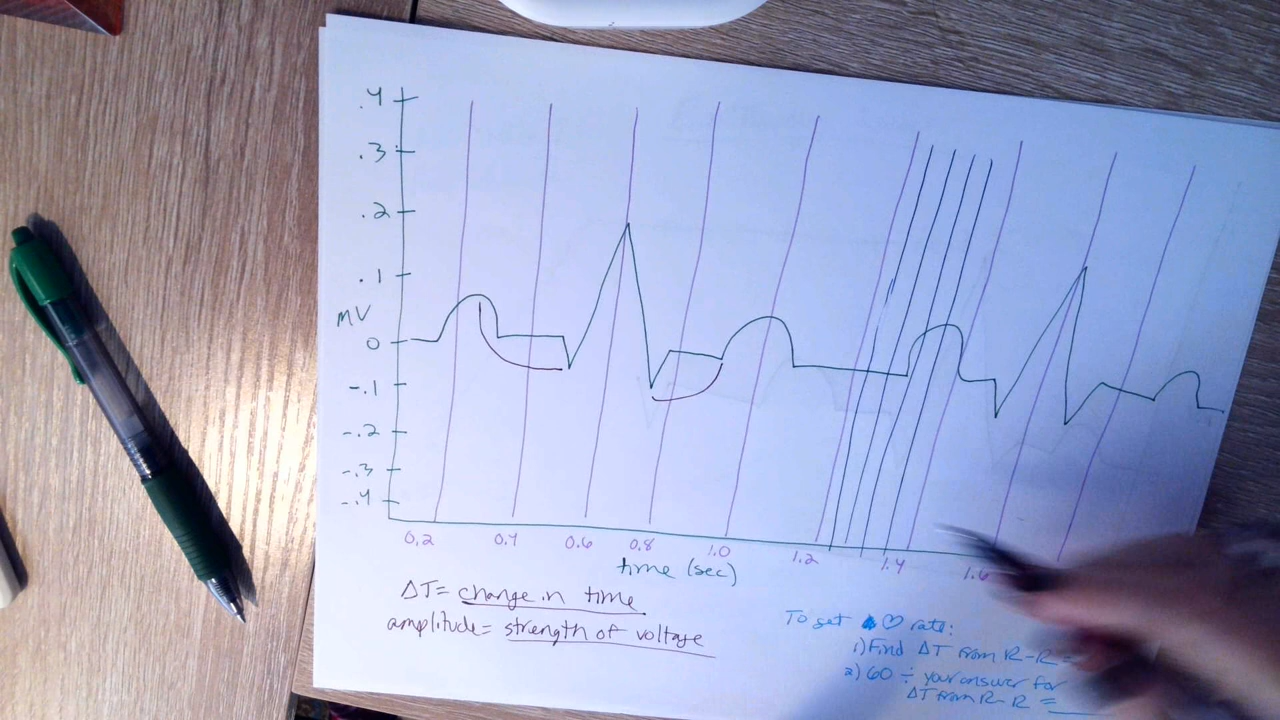 .4
.3
.2
.1
MV
0
-.1
-.2
-.3
-.4
0.2 0.4 0.6 0.8 1.0 1.2 1.4 1.6
time (sec)
ΔT= change in time
amplitude= strength of voltage
To get ♡ rate:
1) Find ΔT from R-R =
2) 60 ÷ your answer for
ΔT from R-R =